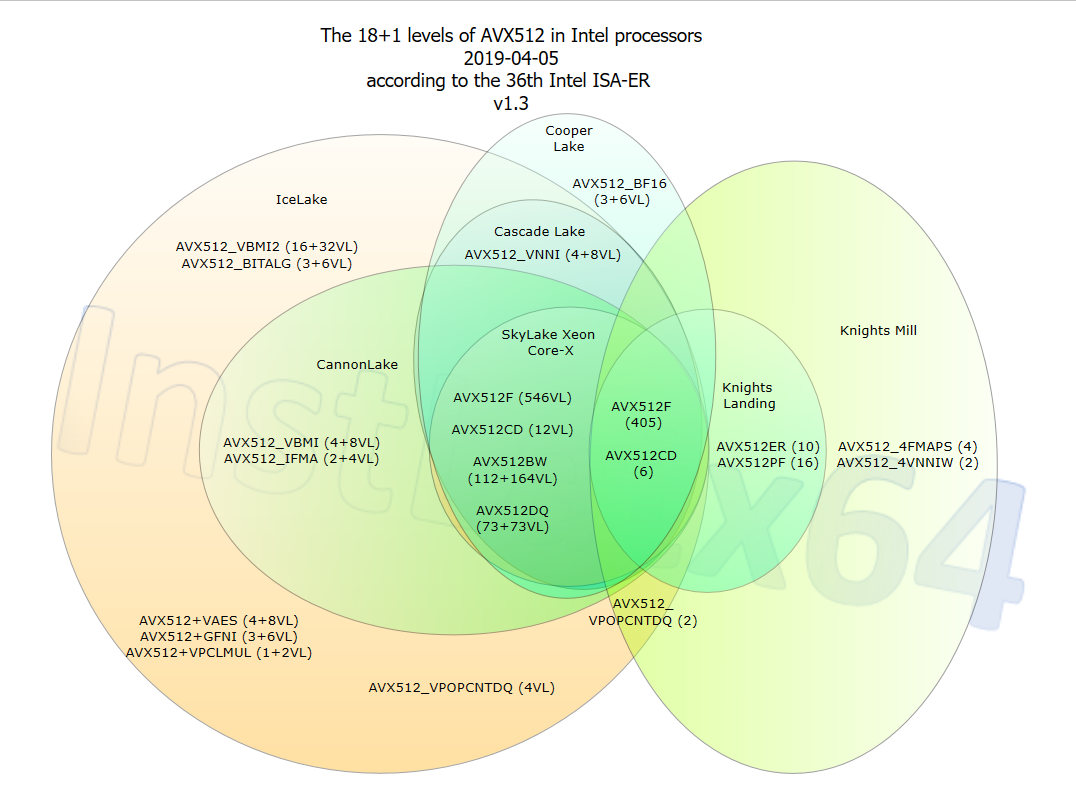 The 18+1 levels of AVX512 in Intel processors
2019-04-05
according to the 36th Intel ISA-ER
v1.3
Cooper
Lake
AVX512_BF16
(3+6VL)
IceLake
AVX512_VBMI2 (16+32VL)
AVX512_BITALG (3+6VL)
Cascade Lake
AVX512_VNNI (4+8VL)
SkyLake Xeon
Core-X
AVX512F (546VL)
AVX512CD (12VL)
AVX512BW
(112+164VL)
AVX512DQ
(73+73VL)
CannonLake
AVX512_VBMI (4+8VL)
AVX512_IFMA (2+4VL)
AVX512F
(405)
AVX512CD
(6)
Knights
Landing
AVX512ER (10)
AVX512PF (16)
Knights Mill
AVX512_4FMAPS (4)
AVX512_4VNNIW (2)
AVX512_
VPOPCNTDQ (2)
AVX512+VAES (4+8VL)
AVX512+GFNI (3+6VL)
AVX512+VPCLMUL (1+2VL)
AVX512_VPOPCNTDQ (4VL)